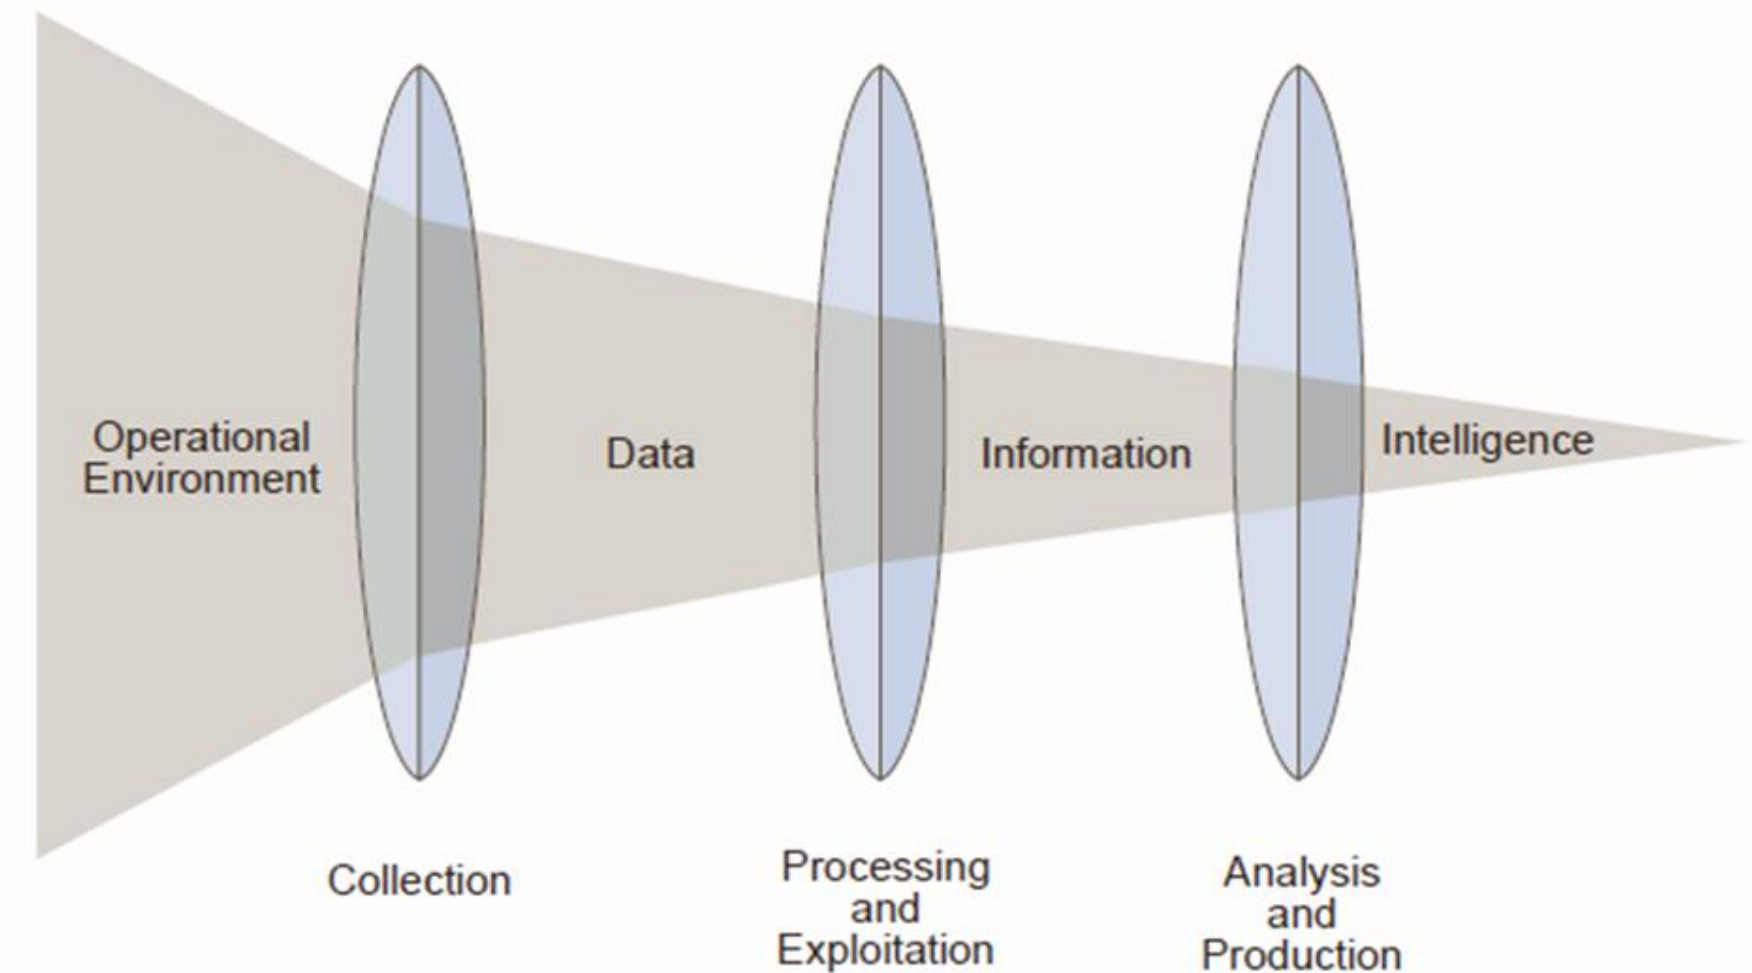 Operational
Environment
Data
Information
Intelligence
Collection
Processing
and
Exploitation
Analysis
and
Production